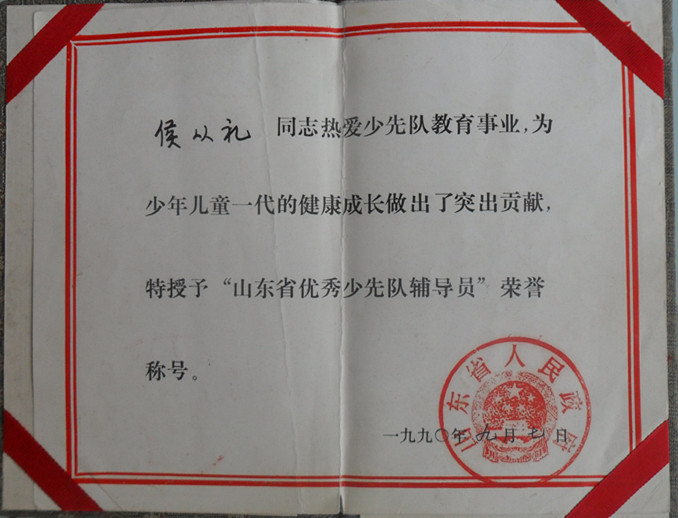 侯从礼 同志热爱少先队教育事业,为
少年儿童一代的健康成长做出了突出贡献,
特授予“山东省优秀少先队辅导员”荣誉
称号。
山东省人民政府
一九九〇年九月七日